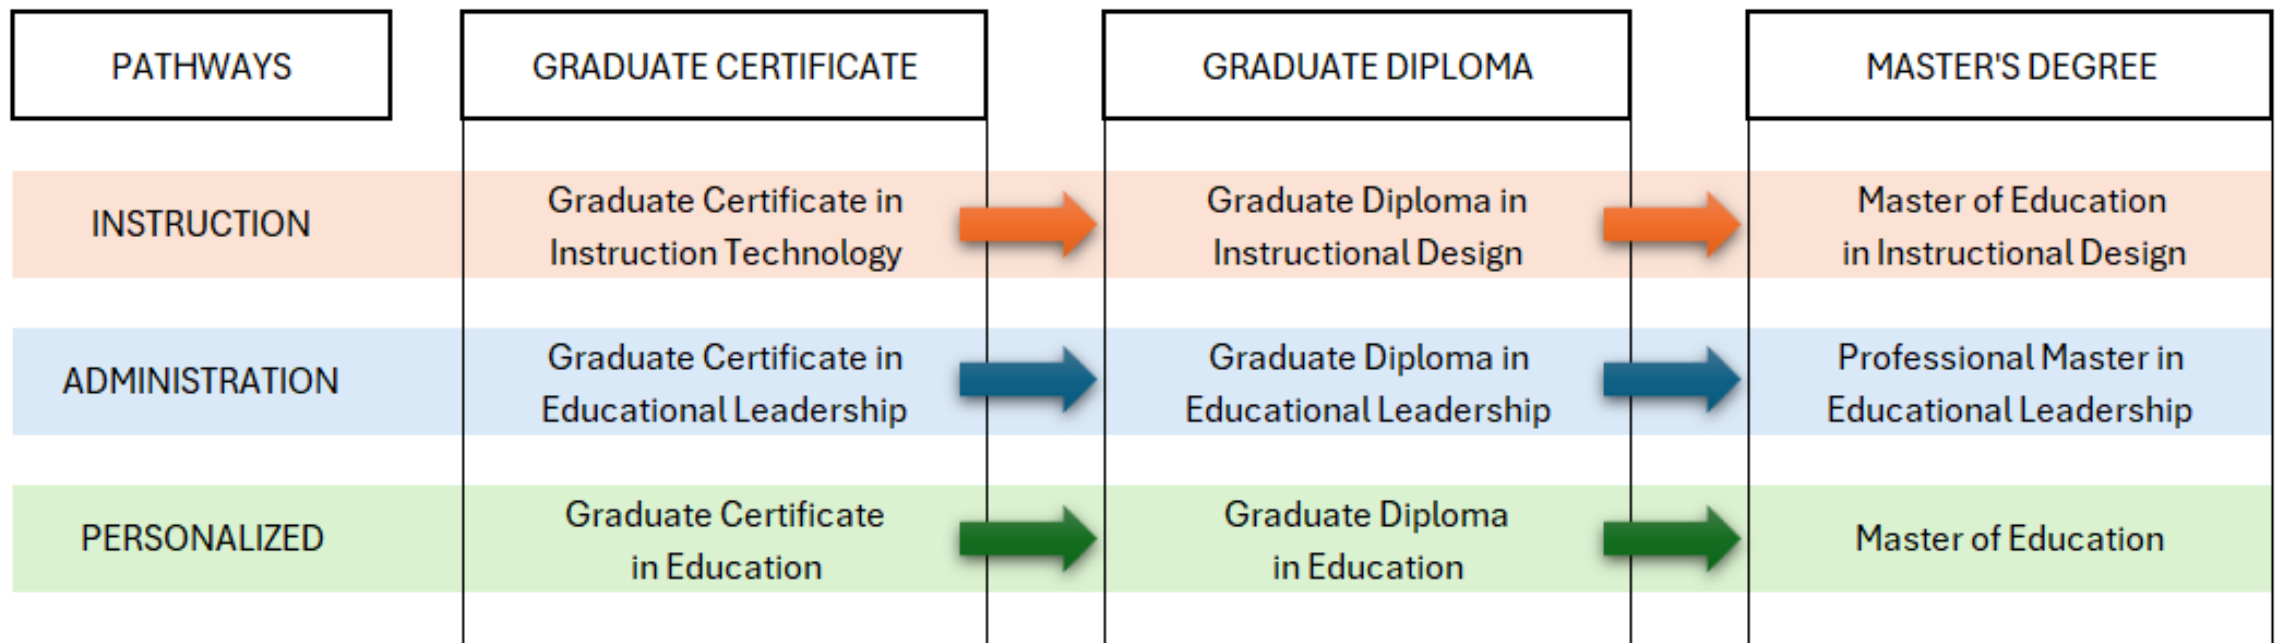 PATHWAYS
GRADUATE CERTIFICATE
GRADUATE DIPLOMA
MASTER'S DEGREE
INSTRUCTION
Graduate Certificate in
Instruction Technology
Graduate Diploma in
Instructional Design
Master of Education
in Instructional Design
ADMINISTRATION
Graduate Certificate in
Educational Leadership
Graduate Diploma in
Educational Leadership
Professional Master in
Educational Leadership
PERSONALIZED
Graduate Certificate
in Education
Graduate Diploma
in Education
Master of Education